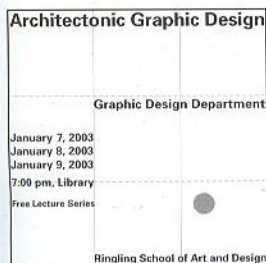 Architectonic Graphic Design
Graphic Design Department
January 7, 2003
January 8, 2003
January 9, 2003
7:00 pm, Library
Free Lecture Series
Ringling School of Art and Design